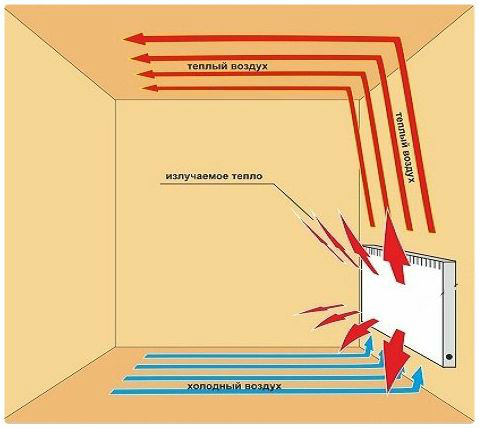 теплый воздух
теплый воздух
излучаемое тепло
холодный воздух